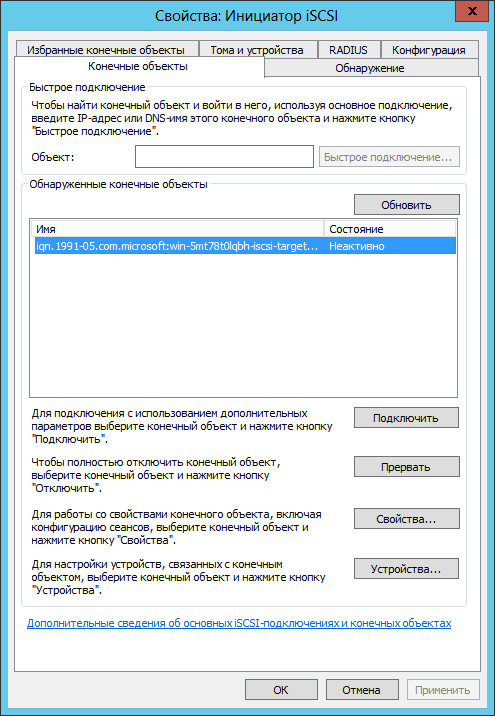 Свойства: Инициатор iSCSI
x
Избранные конечные объекты Тома и устройства RADIUS Конфигурация
Конечные объекты Обнаружение
Быстрое подключение
Чтобы найти конечный объект и войти в него, используя основное подключение,
введите IP-адрес или DNS-имя этого конечного объекта и нажмите кнопку
"Быстрое подключение".
Объект: Быстрое подключение...
Обнаруженные конечные объекты
Обновить
Имя Состояние
iqn.1991-05.com.microsoft:win-5mt78t0lqbh-iscsi-target... Неактивно
Для подключения с использованием дополнительных
параметров выберите конечный объект и нажмите кнопку
"Подключить".
Подключить
Чтобы полностью отключить конечный объект,
выберите конечный объект и нажмите кнопку
"Отключить".
Прервать
Для работы со свойствами конечного объекта, включая
конфигурацию сеансов, выберите конечный объект и
нажмите кнопку "Свойства".
Свойства...
Для настройки устройств, связанных с конечным
объектом, выберите конечный объект и нажмите кнопку
"Устройства".
Устройства...
Дополнительные сведения об основных iSCSI-подключениях и конечных объектах
ОК Отмена Применить